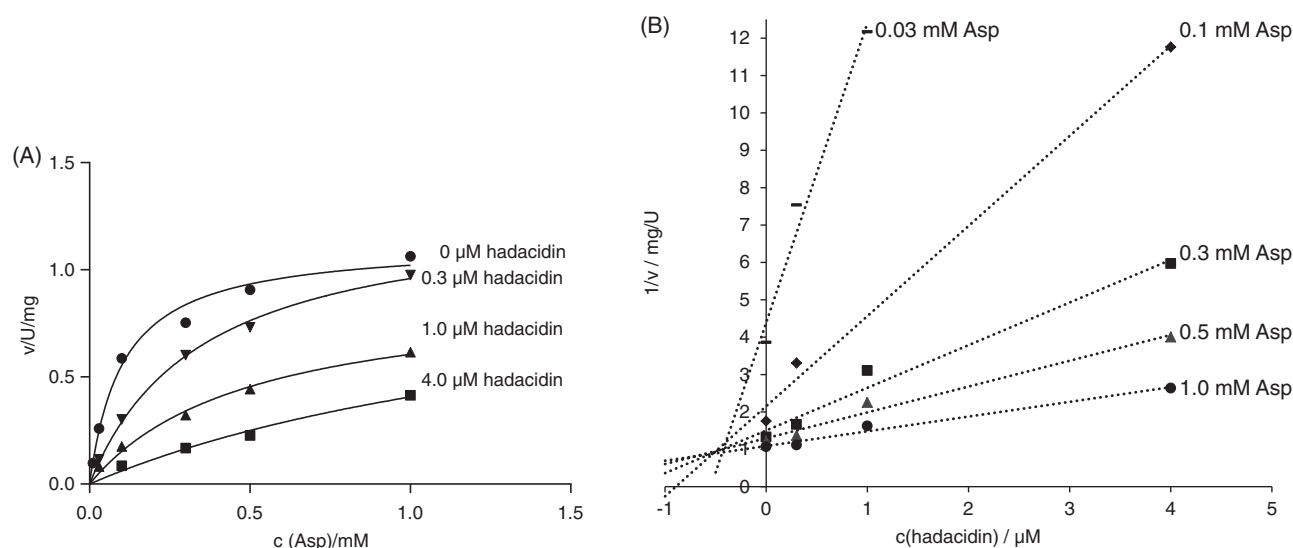 (A)
1.5
1.0
0.5
0.0
v/U/mg
0 µM hadacidin
0.3 µM hadacidin
1.0 µM hadacidin
4.0 µM hadacidin
0.0 0.5 1.0 1.5
c (Asp)/mM
(B)
12
11
10
9
8
7
6
5
4
3
2
1
0
1/v / mg/U
0.03 mM Asp
0.1 mM Asp
0.3 mM Asp
0.5 mM Asp
1.0 mM Asp
-1 0 1 2 3 4 5
c(hadacidin) / µM